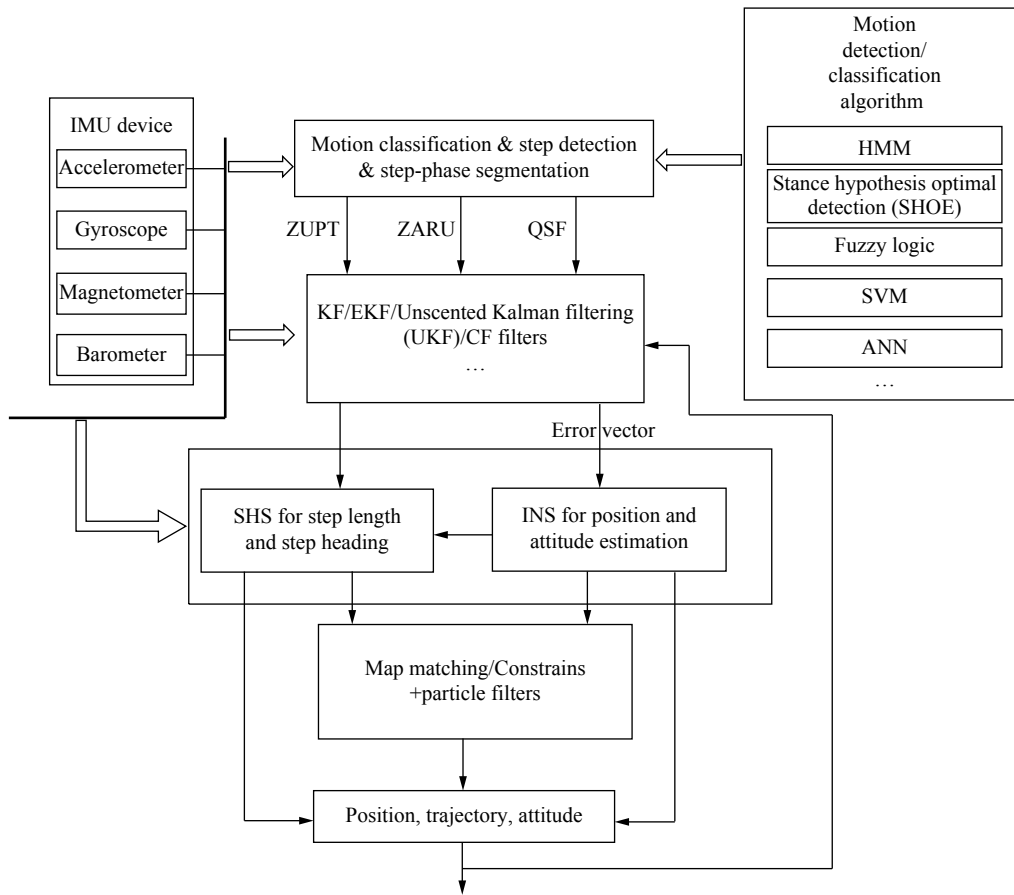 IMU device
Accelerometer
Gyroscope
Magnetometer
Barometer
Motion classification & step detection
& step-phase segmentation
Motion
detection/
classification
algorithm
HMM
Stance hypothesis optimal
detection (SHOE)
Fuzzy logic
SVM
ANN
…
ZUPT
ZARU
QSF
KF/EKF/Unscented Kalman filtering
(UKF)/CF filters
…
Error vector
SHS for step length
and step heading
INS for position and
attitude estimation
Map matching/Constrains
+particle filters
Position, trajectory, attitude